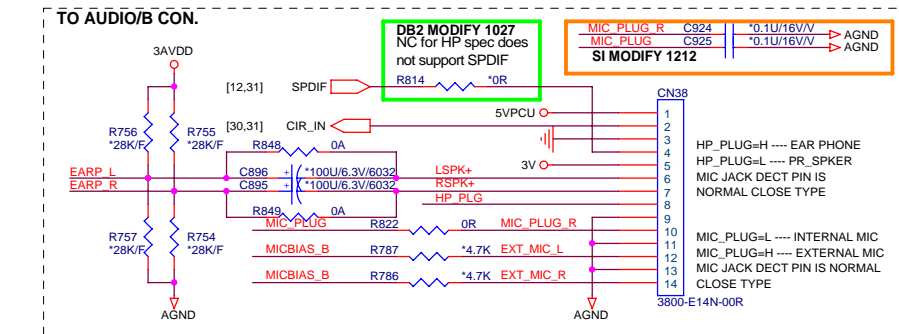 TO AUDIO/B CON.
3AVDD
DB2 MODIFY 1027
NC for HP spec does
not support SPDIF
MIC_PLUG_R C924 *0.1U/16V/V AGND
MIC_PLUG C925 *0.1U/16V/V AGND
SI MODIFY 1212
[12,31] SPDIF R814 *0R
CN38
5VPCU 1
[30,31] CIR_IN 2
3
4
3V 5
R756 *28K/F
R755 *28K/F
R848 0A
EARP_L C896 + *100U/6.3V/6032 LSPK+ 6
EARP_R C895 + *100U/6.3V/6032 RSPK+ 7
HP_PLG 8
R849 0A
9
MIC_PLUG R822 0R MIC_PLUG_R 10
11
R757 *28K/F
R754 *28K/F
MICBIAS_B R787 *4.7K EXT_MIC_L 12
13
MICBIAS_B R786 *4.7K EXT_MIC_R 14
AGND
AGND
3800-E14N-00R
HP_PLUG=H ---- EAR PHONE
HP_PLUG=L ---- PR_SPKER
MIC JACK DECT PIN IS
NORMAL CLOSE TYPE
MIC_PLUG=L ---- INTERNAL MIC
MIC_PLUG=H ---- EXTERNAL MIC
MIC JACK DECT PIN IS NORMAL
CLOSE TYPE